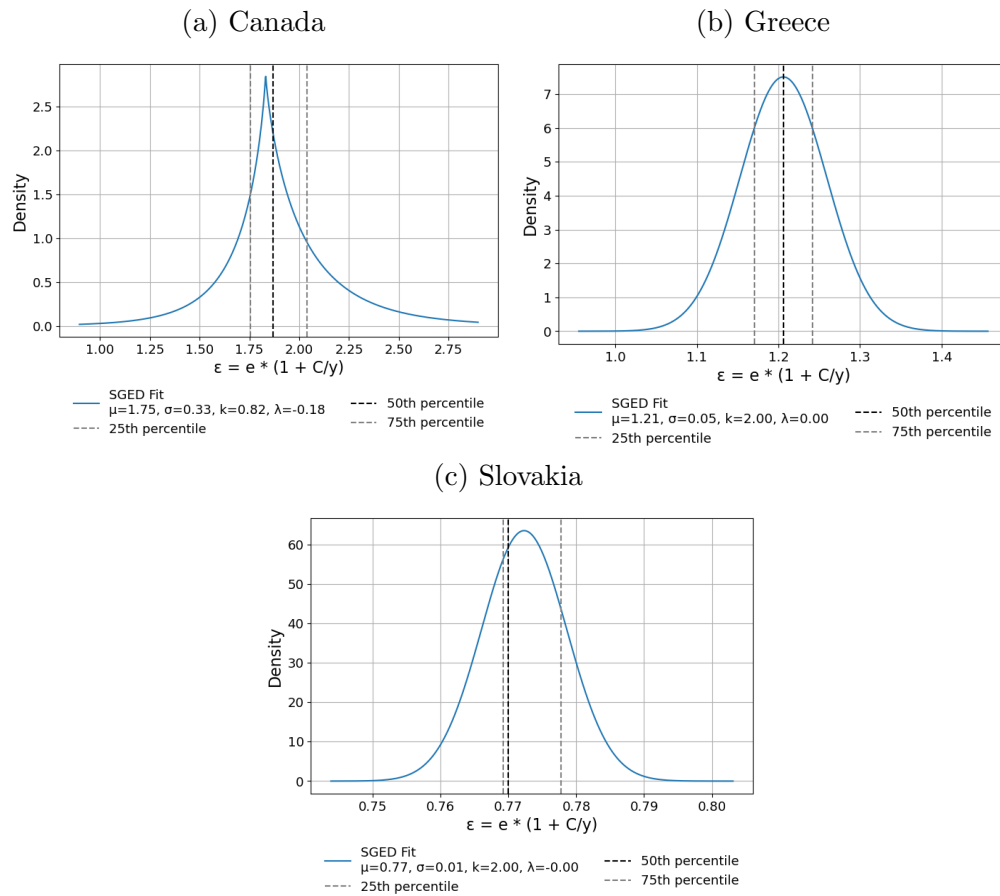 (a) Canada
Density
2.5
2.0
1.5
1.0
0.5
0.0
1.00 1.25 1.50 1.75 2.00 2.25 2.50 2.75
ε = e * (1 + C/y)
SGED Fit
μ=1.75, σ=0.33, k=0.82, λ=-0.18
25th percentile
50th percentile
75th percentile
(b) Greece
Density
7
6
5
4
3
2
1
0
1.0 1.1 1.2 1.3 1.4
ε = e * (1 + C/y)
SGED Fit
μ=1.21, σ=0.05, k=2.00, λ=0.00
25th percentile
50th percentile
75th percentile
(c) Slovakia
Density
60
50
40
30
20
10
0
0.75 0.76 0.77 0.78 0.79 0.80
ε = e * (1 + C/y)
SGED Fit
μ=0.77, σ=0.01, k=2.00, λ=-0.00
25th percentile
50th percentile
75th percentile